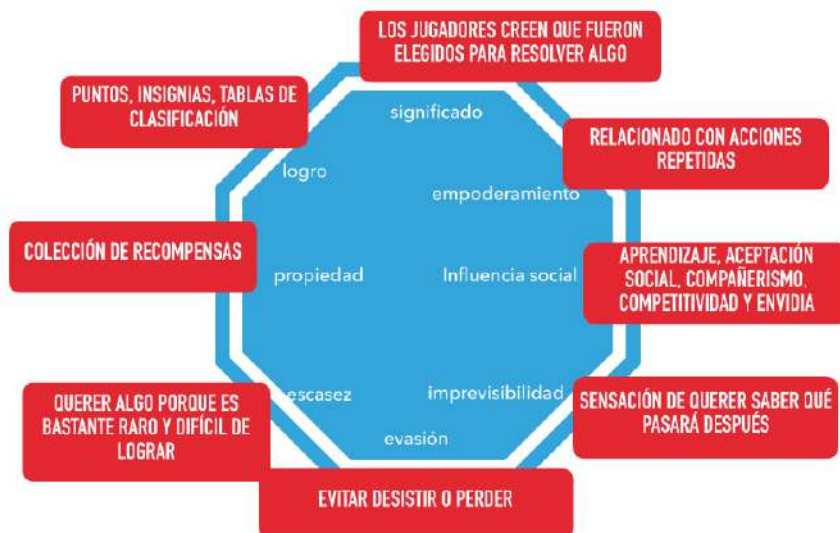 LOS JUGADORES CREEN QUE FUERON
ELEGIDOS PARA RESOLVER ALGO
PUNTOS, INSIGNIAS, TABLAS DE
CLASIFICACIÓN
significado
RELACIONADO CON ACCIONES
REPETIDAS
logro
empoderamiento
COLECCIÓN DE RECOMPENSAS
propiedad
Influencia social
APRENDIZAJE, ACEPTACIÓN
SOCIAL, COMPAÑERISMO,
COMPETITIVIDAD Y ENVIDIA
QUERER ALGO PORQUE ES
BASTANTE RARO Y DIFÍCIL DE
LOGRAR
escasez
imprevisibilidad
SENSACIÓN DE QUERER SABER QUÉ
PASARÁ DESPUÉS
evasión
EVITAR DESISTIR O PERDER